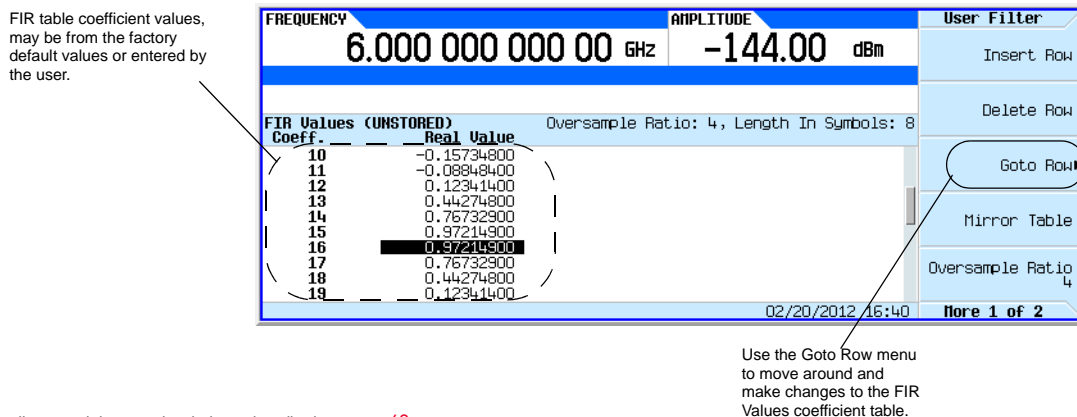 FIR table coefficient values,
may be from the factory
default values or entered by
the user.
FREQUENCY
6.000 000 000 00 GHz
AMPLITUDE
-144.00 dBm
FIR Values (UNSTORED)
Oversample Ratio: 4, Length In Symbols: 8
Coeff. Real Value
10 -0.15734800
11 -0.08848400
12 0.12341400
13 0.44274800
14 0.76732900
15 0.97214900
16 0.97214900
17 0.76732900
18 0.44274800
19 0.12341400
02/20/2012 16:40
User Filter
Insert Row
Delete Row
Goto Row
Mirror Table
Oversample Ratio
4
More 1 of 2
Use the Goto Row menu
to move around and
make changes to the FIR
Values coefficient table.